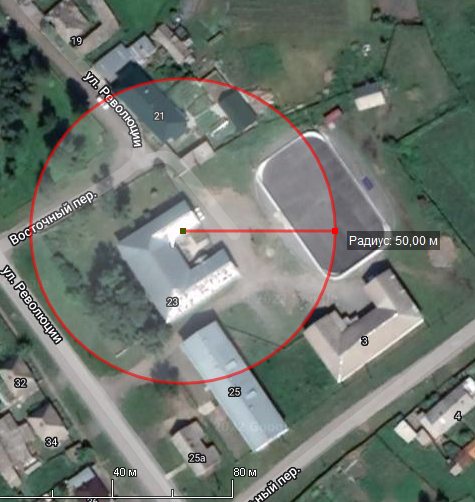 19
ул. Революции
21
Восточный пер.
Радиус: 50,00 м
ул. Революции
23
3
32
25
4
34
25а
40 м
80 м
ный пер.